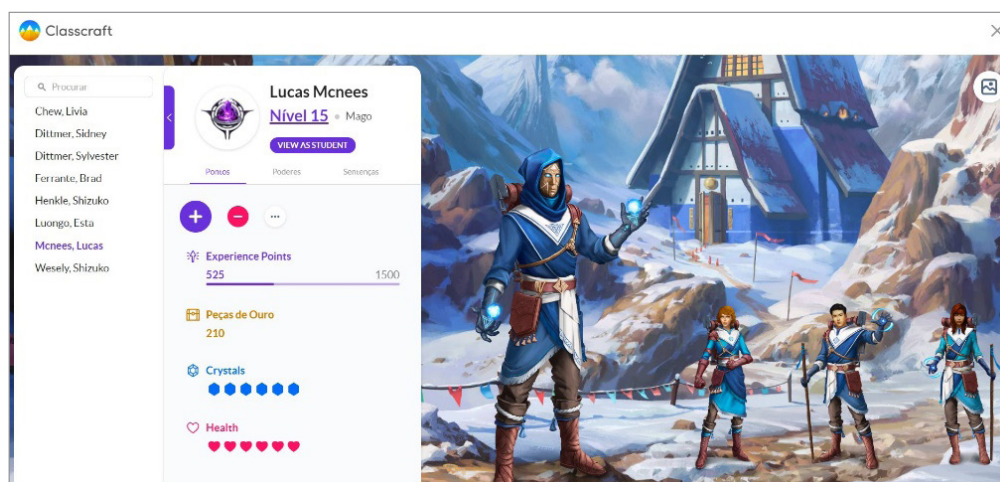 Classcraft
Procurar
Chew, Livia
Dittmer, Sidney
Dittmer, Sylvester
Ferrante, Brad
Henkle, Shizuko
Luongo, Esta
Mcnees, Lucas
Wesely, Shizuko
Lucas Mcnees
Nível 15 • Mago
VIEW AS STUDENT
Pontos Poderes Sentenças
Experience Points
525 1500
Peças de Ouro
210
Crystals
Health